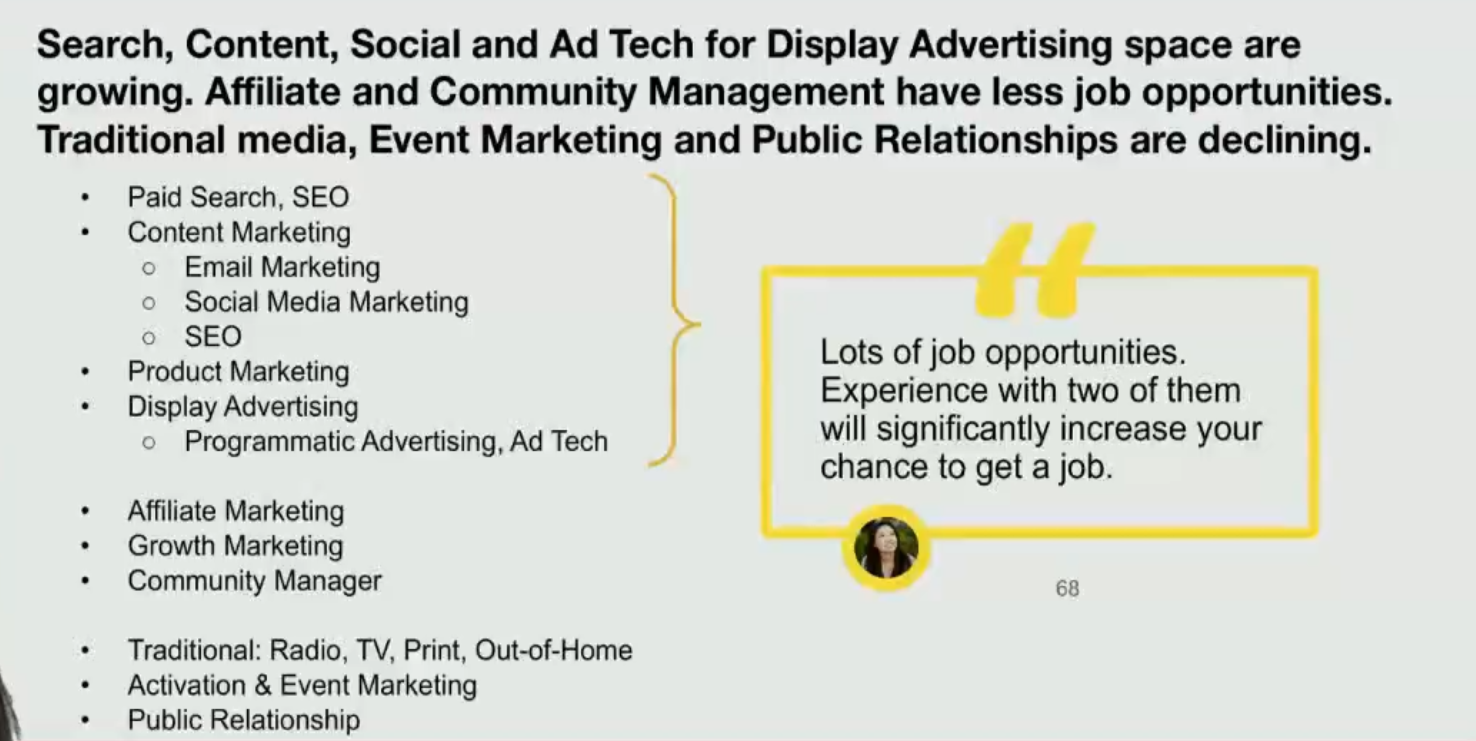 Search, Content, Social and Ad Tech for Display Advertising space are
growing. Affiliate and Community Management have less job opportunities.
Traditional media, Event Marketing and Public Relationships are declining.
• Paid Search, SEO
• Content Marketing
○ Email Marketing
○ Social Media Marketing
○ SEO
• Product Marketing
• Display Advertising
○ Programmatic Advertising, Ad Tech
• Affiliate Marketing
• Growth Marketing
• Community Manager
• Traditional: Radio, TV, Print, Out-of-Home
• Activation & Event Marketing
• Public Relationship
“
Lots of job opportunities.
Experience with two of them
will significantly increase your
chance to get a job.
68